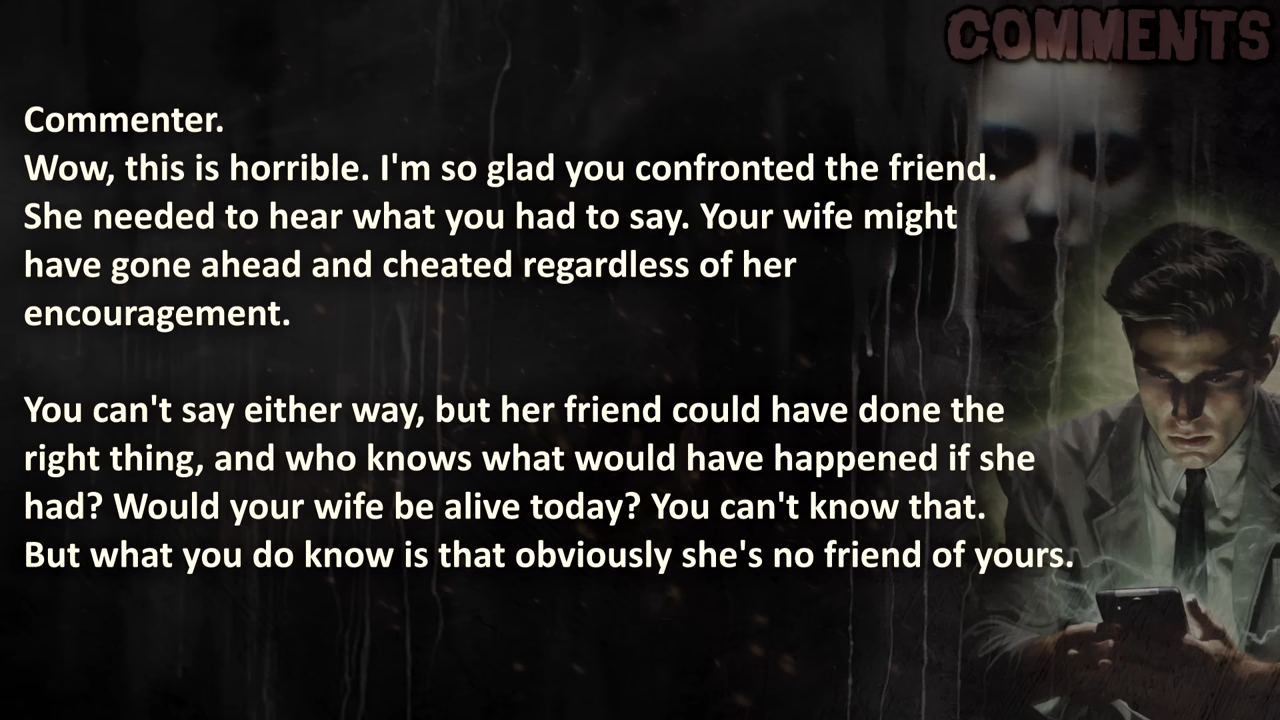 COMMENTS
Commenter.
Wow, this is horrible. I'm so glad you confronted the friend.
She needed to hear what you had to say. Your wife might
have gone ahead and cheated regardless of her
encouragement.
You can't say either way, but her friend could have done the
right thing, and who knows what would have happened if she
had? Would your wife be alive today? You can't know that.
But what you do know is that obviously she's no friend of yours.